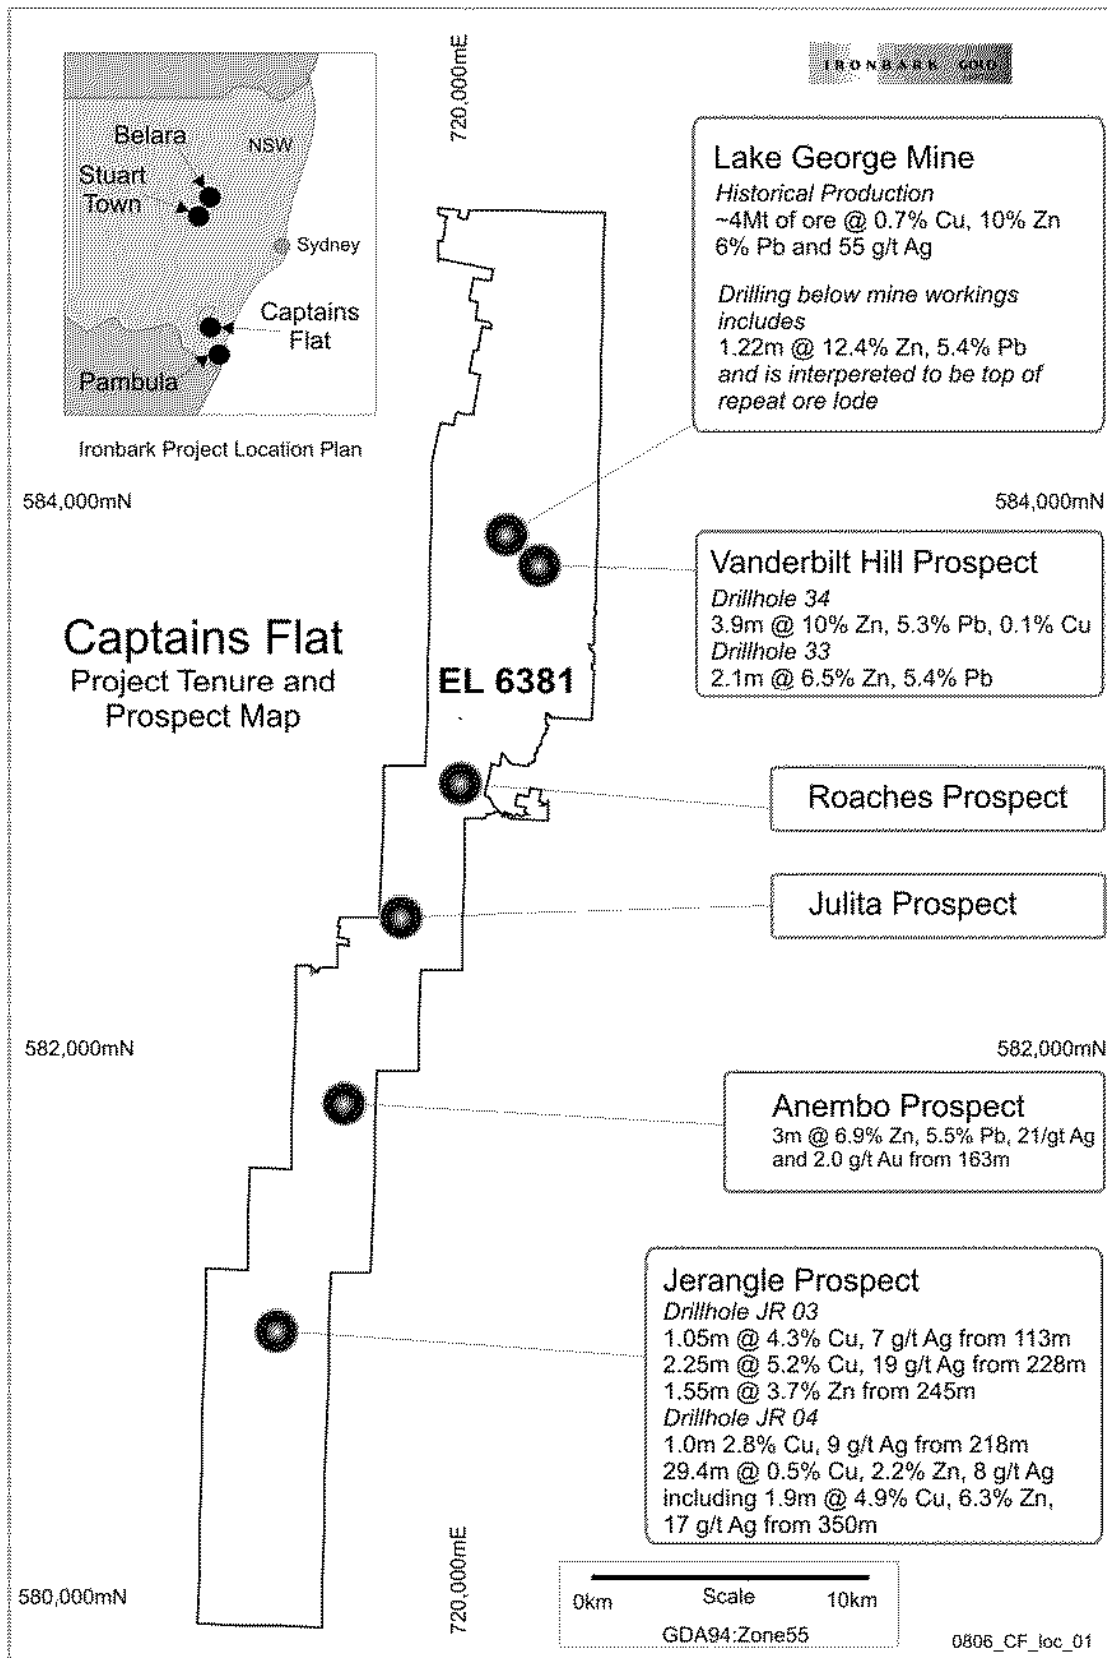 720,000mE
IRONBARK GOLD
Belara
NSW
Stuart
Town
Sydney
Captains
Flat
Pambula
Ironbark Project Location Plan
Lake George Mine
Historical Production
~4Mt of ore @ 0.7% Cu, 10% Zn
6% Pb and 55 g/t Ag
Drilling below mine workings
includes
1.22m @ 12.4% Zn, 5.4% Pb
and is interpereted to be top of
repeat ore lode
584,000mN
584,000mN
Vanderbilt Hill Prospect
Drillhole 34
3.9m @ 10% Zn, 5.3% Pb, 0.1% Cu
Drillhole 33
2.1m @ 6.5% Zn, 5.4% Pb
Captains Flat
Project Tenure and
Prospect Map
EL 6381
Roaches Prospect
Julita Prospect
582,000mN
582,000mN
Anembo Prospect
3m @ 6.9% Zn, 5.5% Pb, 21/gt Ag
and 2.0 g/t Au from 163m
Jerangle Prospect
Drillhole JR 03
1.05m @ 4.3% Cu, 7 g/t Ag from 113m
2.25m @ 5.2% Cu, 19 g/t Ag from 228m
1.55m @ 3.7% Zn from 245m
Drillhole JR 04
1.0m 2.8% Cu, 9 g/t Ag from 218m
29.4m @ 0.5% Cu, 2.2% Zn, 8 g/t Ag
including 1.9m @ 4.9% Cu, 6.3% Zn,
17 g/t Ag from 350m
580,000mN
720,000mE
0km Scale 10km
GDA94:Zone55
0806_CF_loc_01